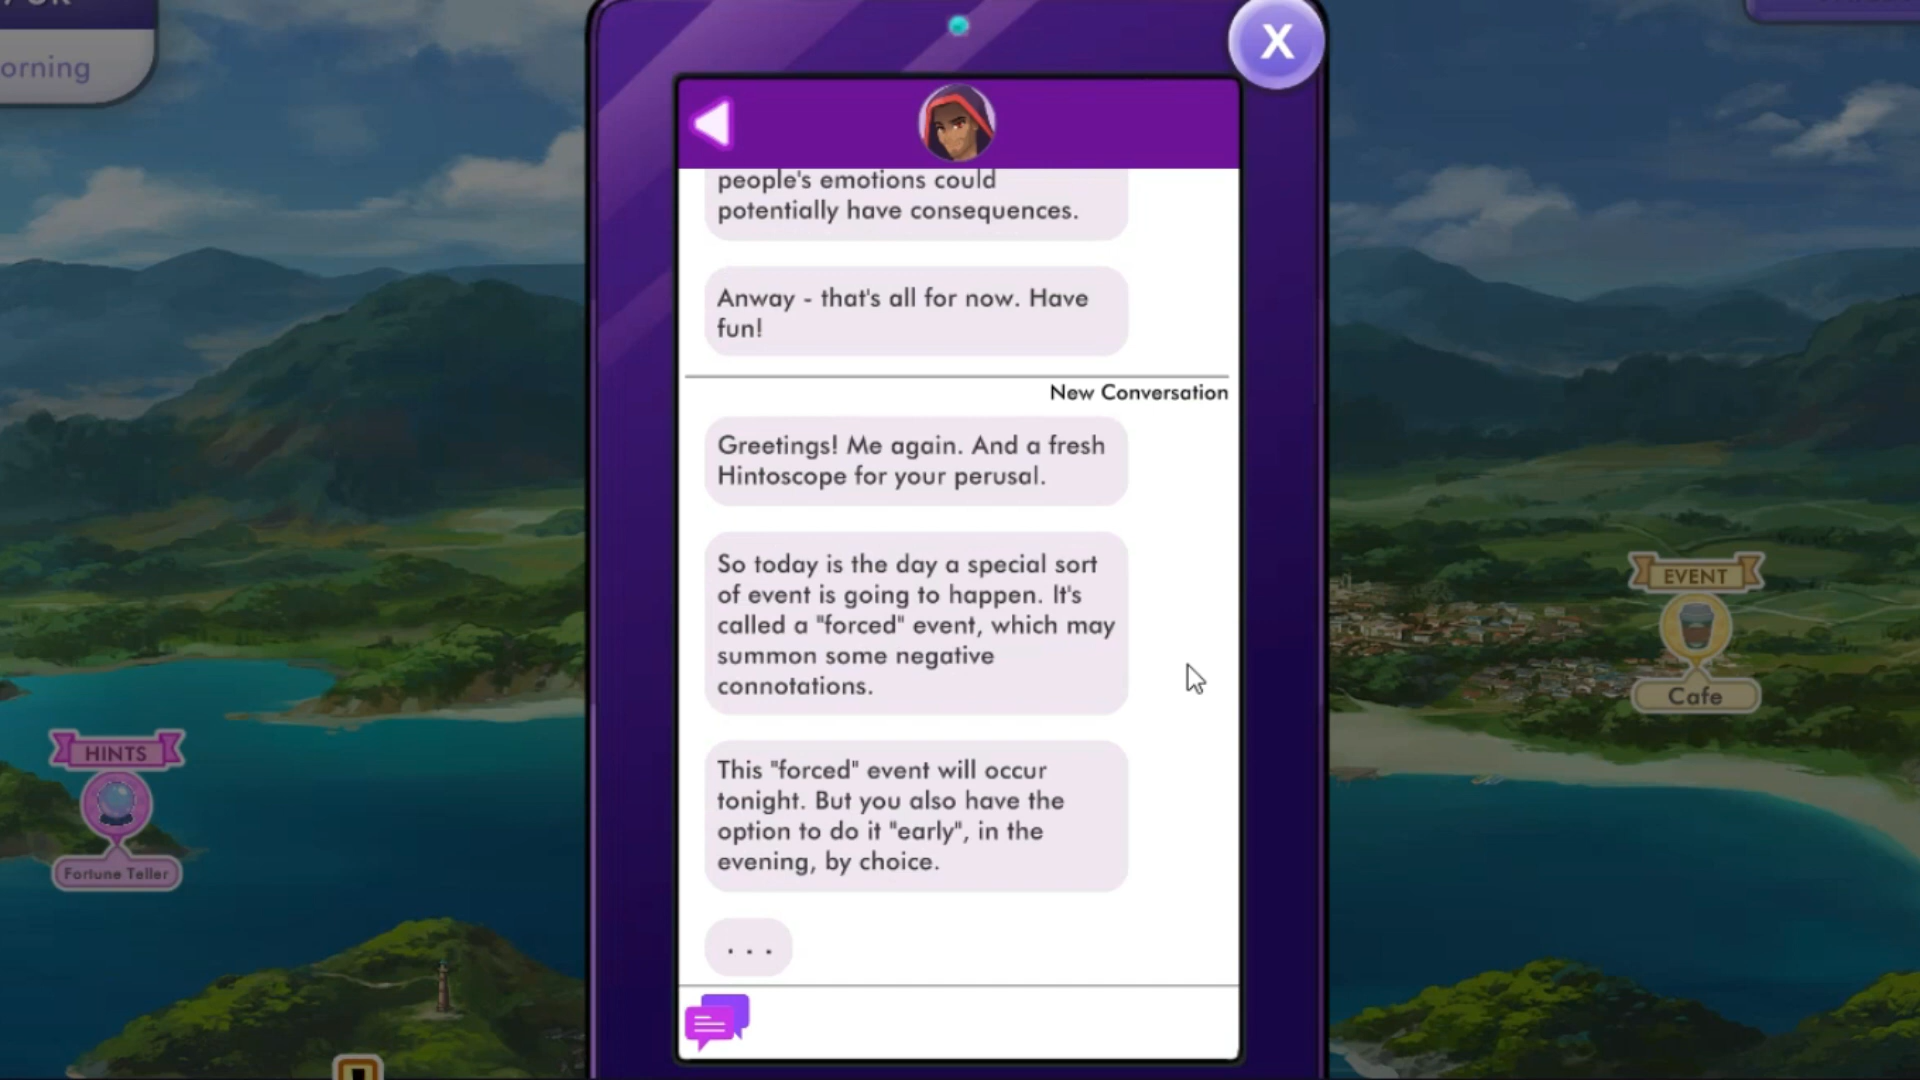 orning
X
people's emotions could
potentially have consequences.
Anway - that's all for now. Have
fun!
New Conversation
Greetings! Me again. And a fresh
Hintoscope for your perusal.
So today is the day a special sort
of event is going to happen. It's
called a "forced" event, which may
summon some negative
connotations.
This "forced" event will occur
tonight. But you also have the
option to do it "early", in the
evening, by choice.
. . .
HINTS
Fortune Teller
EVENT
Cafe